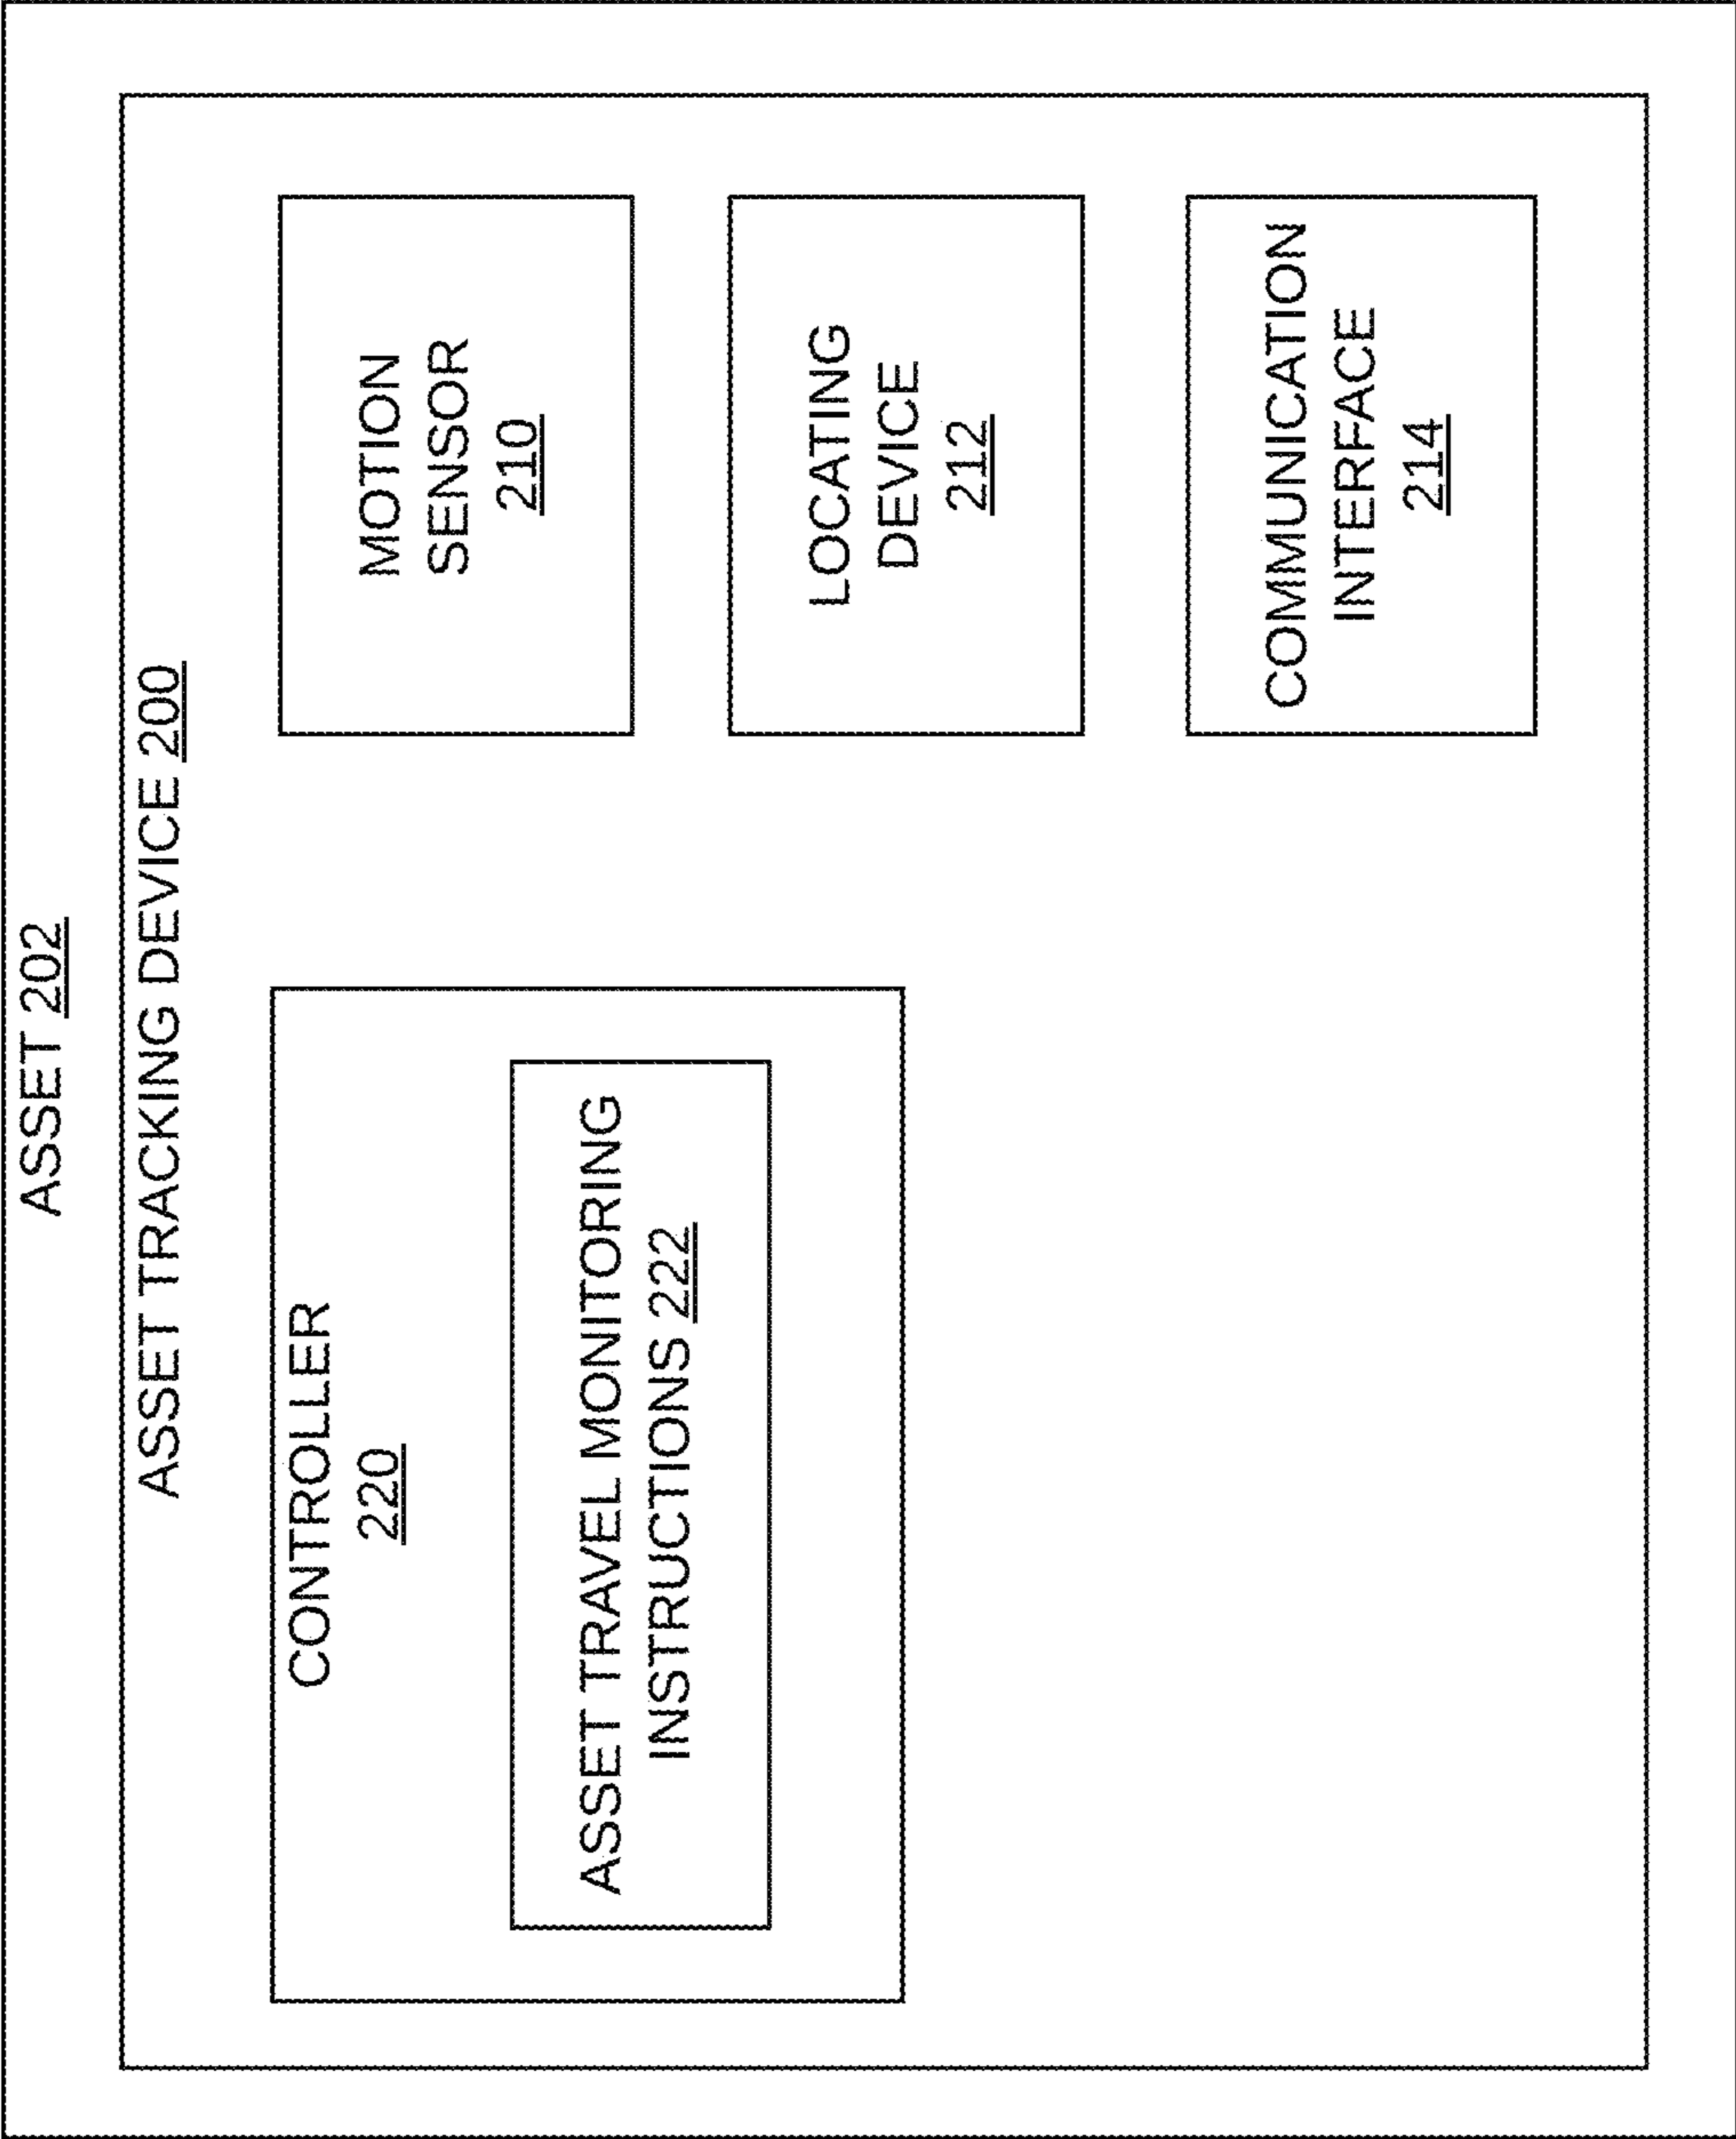 ASSET 202
ASSET TRACKING DEVICE 200
CONTROLLER
220
ASSET TRAVEL MONITORING
INSTRUCTIONS 222
MOTION
SENSOR
210
LOCATING
DEVICE
212
COMMUNICATION
INTERFACE
214